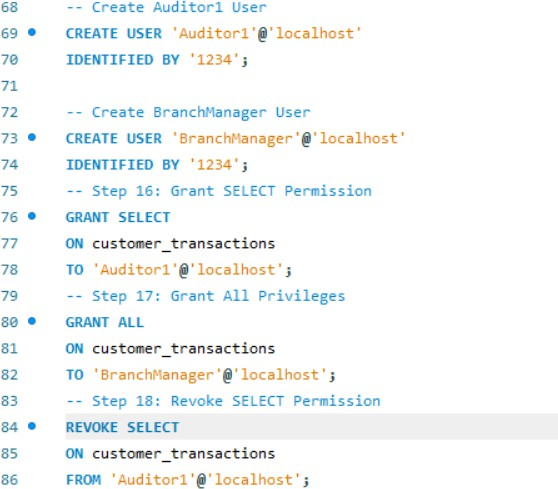 68 -- Create Auditor1 User
69 CREATE USER 'Auditor1'@'localhost'
70 IDENTIFIED BY '1234';
71
72 -- Create BranchManager User
73 CREATE USER 'BranchManager'@'localhost'
74 IDENTIFIED BY '1234';
75 -- Step 16: Grant SELECT Permission
76 GRANT SELECT
77 ON customer_transactions
78 TO 'Auditor1'@'localhost';
79 -- Step 17: Grant All Privileges
80 GRANT ALL
81 ON customer_transactions
82 TO 'BranchManager'@'localhost';
83 -- Step 18: Revoke SELECT Permission
84 REVOKE SELECT
85 ON customer_transactions
86 FROM 'Auditor1'@'localhost';